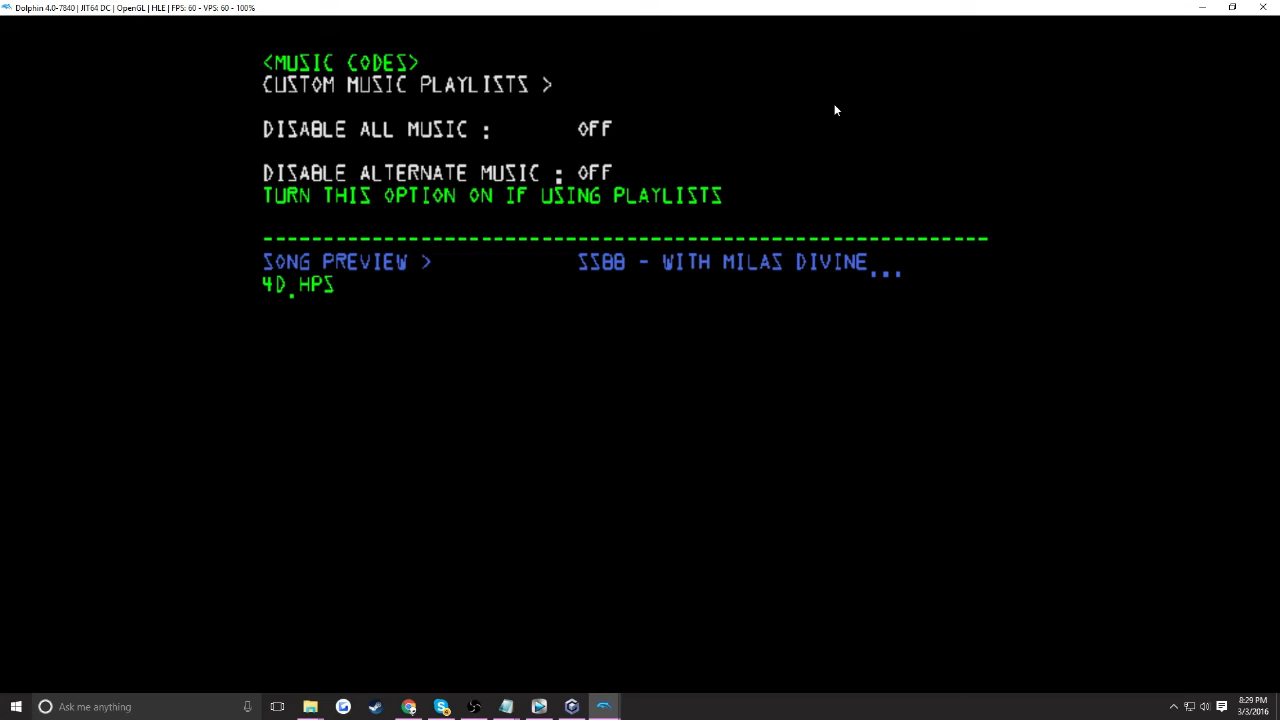 Dolphin 4.0-7840 | JIT64 DC | OpenGL | HLE | FPS: 60 - VPS: 60 - 100%
<MUSIC CODES>
CUSTOM MUSIC PLAYLISTS >
DISABLE ALL MUSIC : OFF
DISABLE ALTERNATE MUSIC : OFF
TURN THIS OPTION ON IF USING PLAYLISTS
------------------------------------------------------------
SONG PREVIEW > SSBB - WITH MILAS DIVINE...
4D.HPS
Ask me anything
8:29 PM
3/3/2016